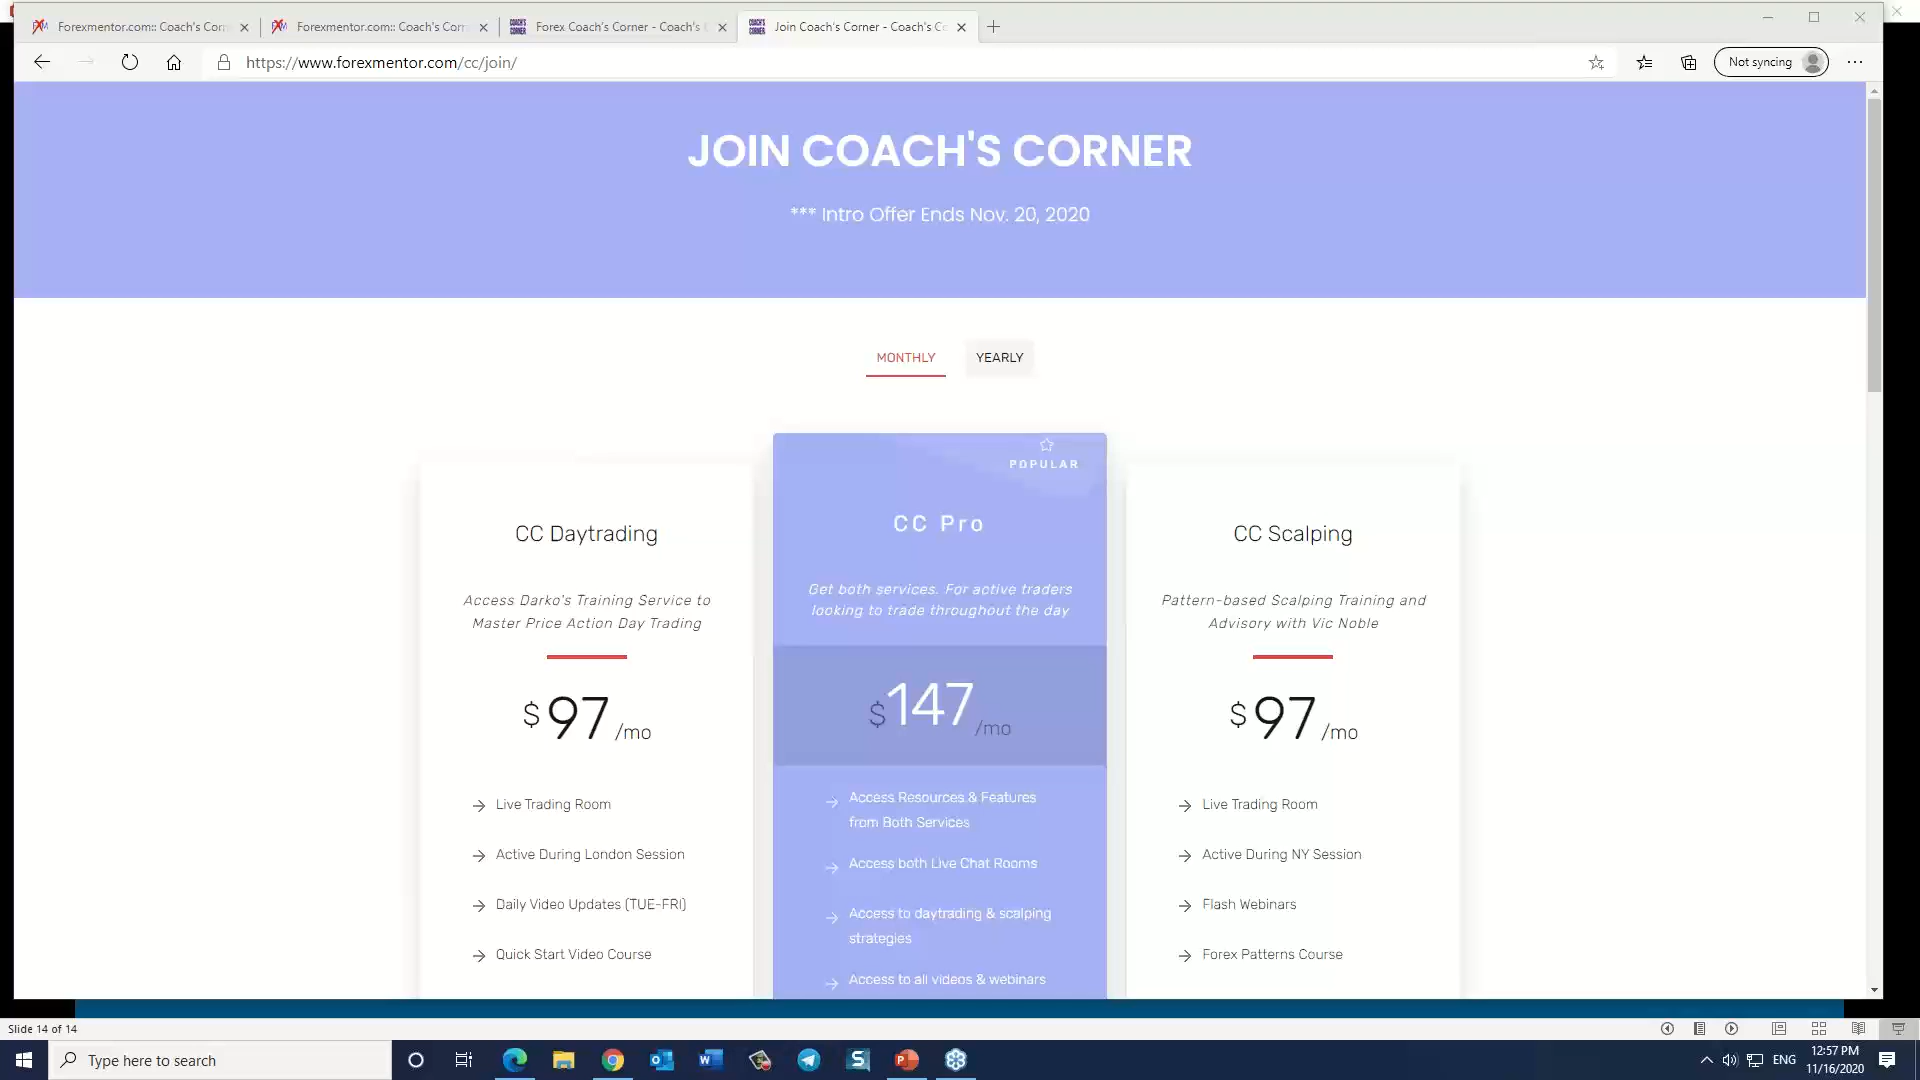 Forexmentor.com:: Coach's Corn
Forexmentor.com:: Coach's Corn
Forex Coach's Corner - Coach's C
Join Coach's Corner - Coach's Co
https://www.forexmentor.com/cc/join/
Not syncing
JOIN COACH'S CORNER
*** Intro Offer Ends Nov. 20, 2020
MONTHLY
YEARLY
CC Daytrading
Access Darko's Training Service to
Master Price Action Day Trading
$97/mo
Live Trading Room
Active During London Session
Daily Video Updates (TUE-FRI)
Quick Start Video Course
POPULAR
CC Pro
Get both services. For active traders
looking to trade throughout the day
$147/mo
Access Resources & Features
from Both Services
Access both Live Chat Rooms
Access to daytrading & scalping
strategies
Access to all videos & webinars
CC Scalping
Pattern-based Scalping Training and
Advisory with Vic Noble
$97/mo
Live Trading Room
Active During NY Session
Flash Webinars
Forex Patterns Course
Slide 14 of 14
Type here to search
ENG
12:57 PM
11/16/2020